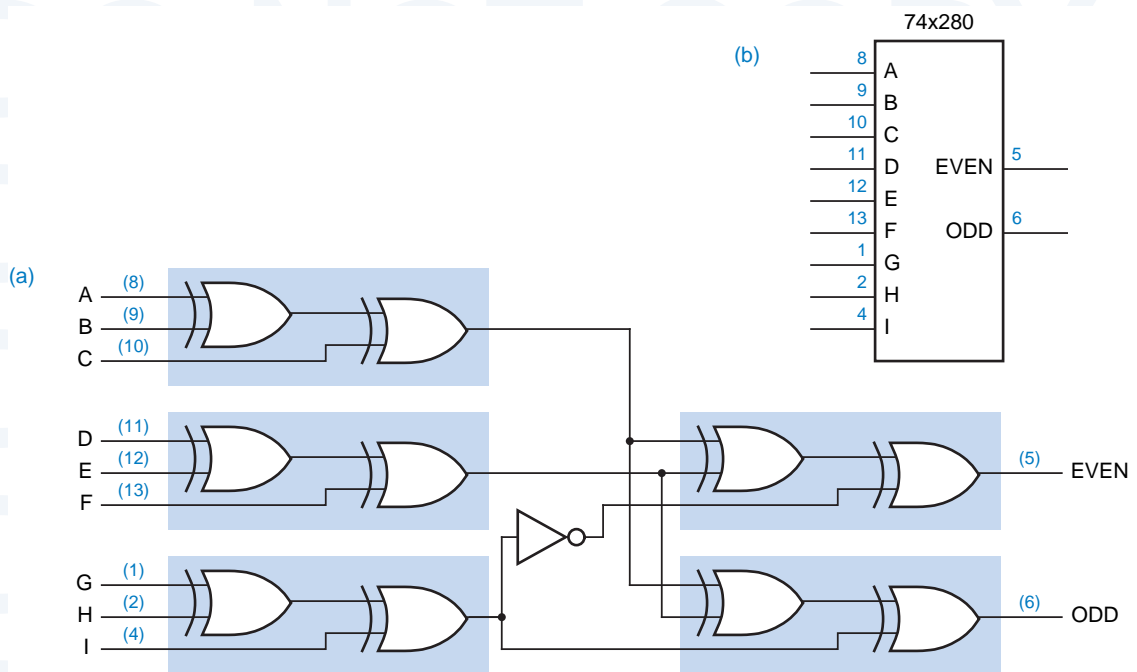 74x280
(b)
8 A
9 B
10 C
11 D
12 E
13 F
1 G
2 H
4 I
EVEN 5
ODD 6
(a)
A (8)
B (9)
C (10)
D (11)
E (12)
F (13)
G (1)
H (2)
I (4)
(5) EVEN
(6) ODD